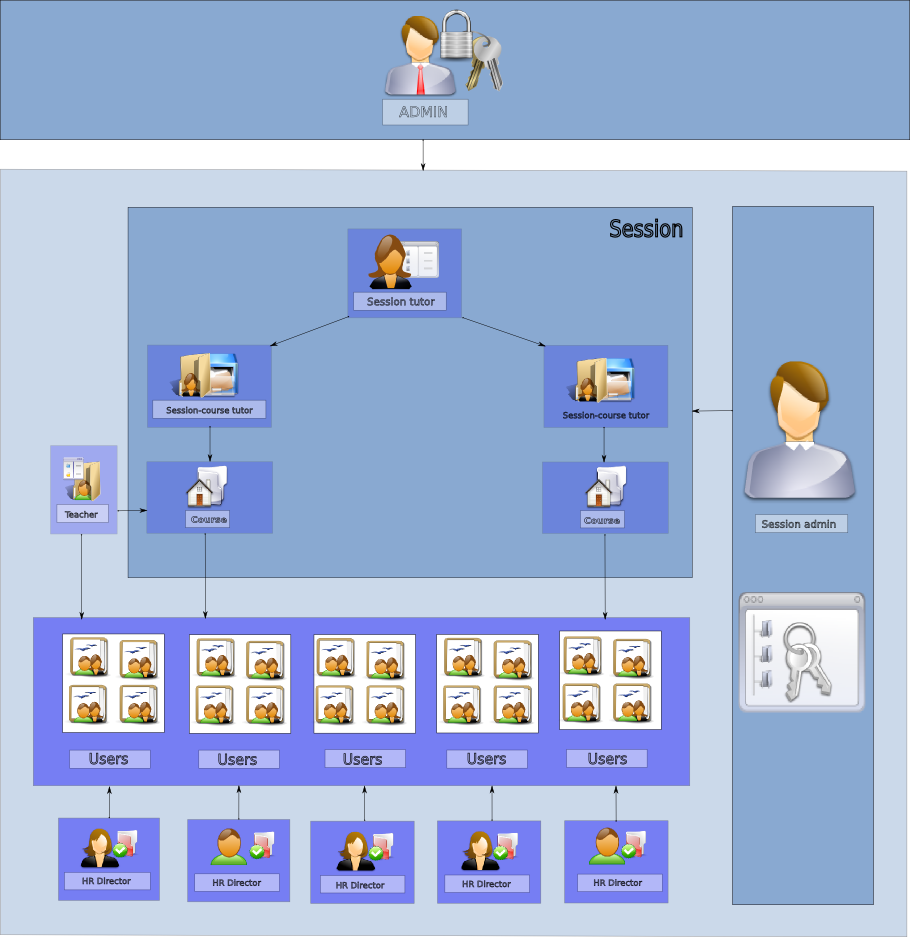 ADMIN
Session
Session tutor
Session-course tutor
Session-course tutor
Teacher
Course
Course
Session admin
Users
Users
Users
Users
Users
HR Director
HR Director
HR Director
HR Director
HR Director